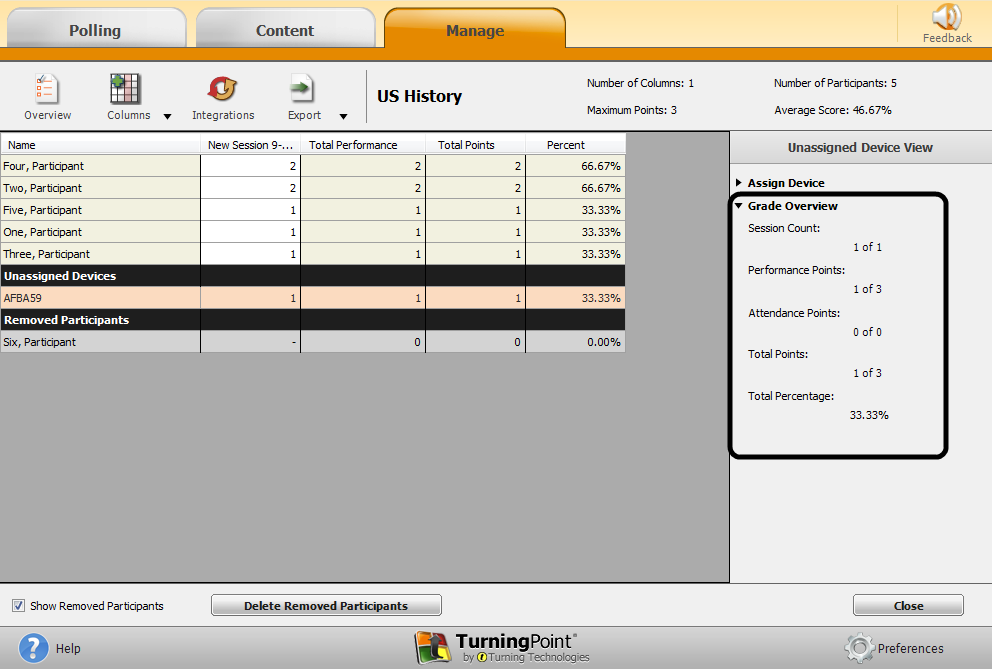 Polling Content Manage Feedback
Overview Columns Integrations Export US History
Number of Columns: 1 Number of Participants: 5
Maximum Points: 3 Average Score: 46.67%
Name New Session 9-... Total Performance Total Points Percent
Four, Participant 2 2 2 66.67%
Two, Participant 2 2 2 66.67%
Five, Participant 1 1 1 33.33%
One, Participant 1 1 1 33.33%
Three, Participant 1 1 1 33.33%
Unassigned Devices
AFBA59 1 1 1 33.33%
Removed Participants
Six, Participant - 0 0 0.00%
Unassigned Device View
Assign Device
Grade Overview
Session Count:
1 of 1
Performance Points:
1 of 3
Attendance Points:
0 of 0
Total Points:
1 of 3
Total Percentage:
33.33%
Show Removed Participants Delete Removed Participants Close
? Help TurningPoint® Preferences
by Turning Technologies